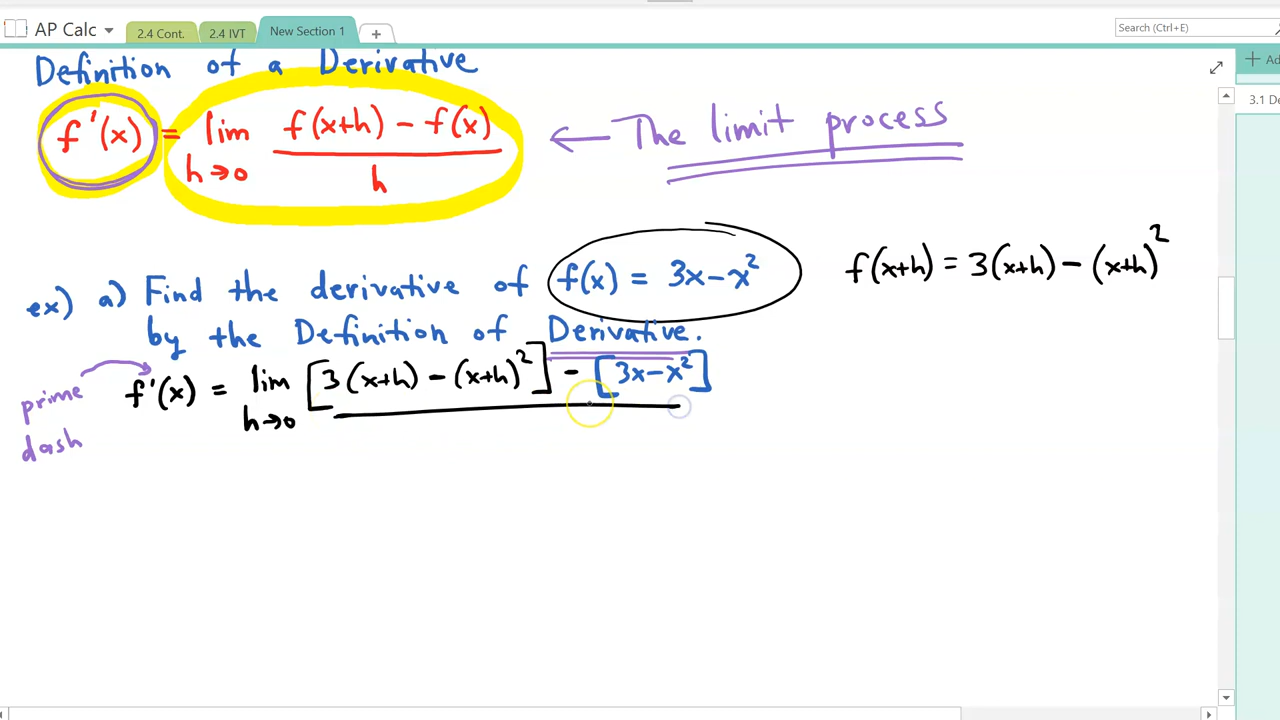 AP Calc
2.4 Cont.
2.4 IVT
New Section 1
+
Search (Ctrl+E)
+ Ad
3.1 De
Definition of a Derivative
f'(x) = lim h→0 f(x+h) − f(x) / h ← The limit process
ex) a) Find the derivative of f(x) = 3x−x²
f(x+h) = 3(x+h) − (x+h)²
by the Definition of Derivative.
prime
dash
f'(x) = lim h→0 [3(x+h) − (x+h)²] − [3x−x²]